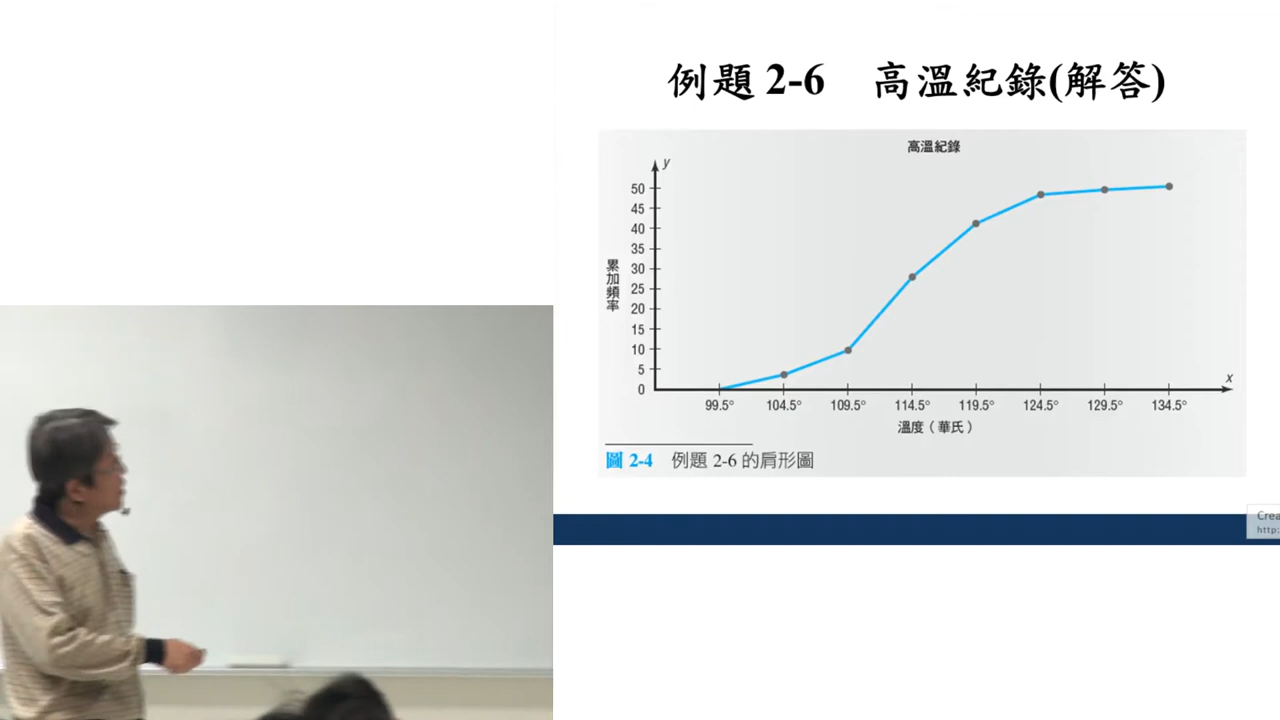 例題 2-6 高溫紀錄(解答)
高溫紀錄
y
50
45
40
35
30
25
20
15
10
5
0
累加頻率
x
99.5° 104.5° 109.5° 114.5° 119.5° 124.5° 129.5° 134.5°
溫度（華氏）
圖 2-4 例題 2-6 的肩形圖
Crea
http: